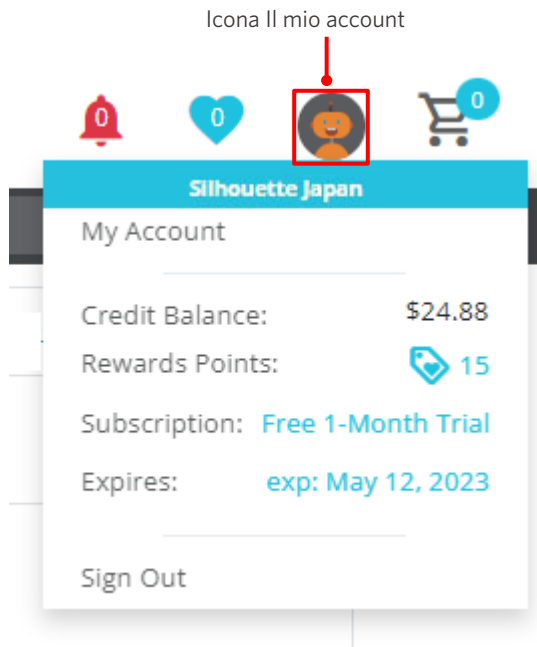 Icona Il mio account
0
0
0
Silhouette Japan
My Account
Credit Balance: $24.88
Rewards Points: 15
Subscription: Free 1-Month Trial
Expires: exp: May 12, 2023
Sign Out